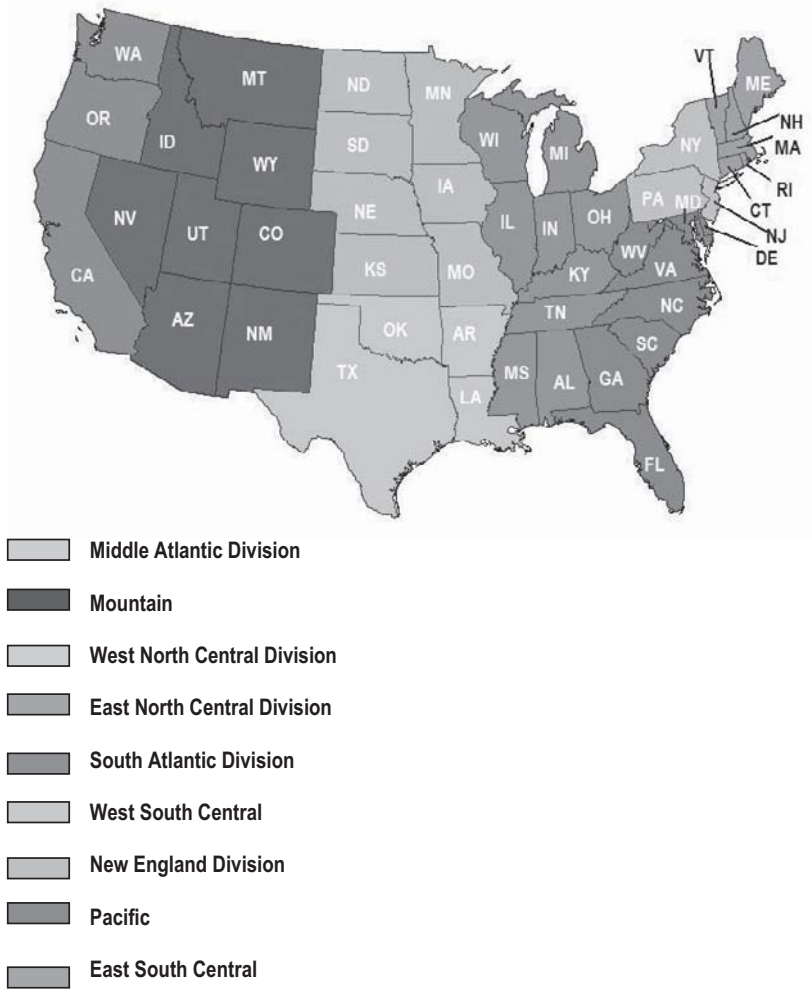 WA
MT
ND
MN
VT
ME
OR
ID
SD
WI
MI
NY
NH
MA
WY
IA
RI
NV
UT
CO
NE
IL
IN
OH
PA
MD
CT
NJ
DE
CA
KS
MO
WV
VA
KY
AZ
NM
OK
AR
TN
NC
SC
TX
LA
MS
AL
GA
FL
Middle Atlantic Division
Mountain
West North Central Division
East North Central Division
South Atlantic Division
West South Central
New England Division
Pacific
East South Central